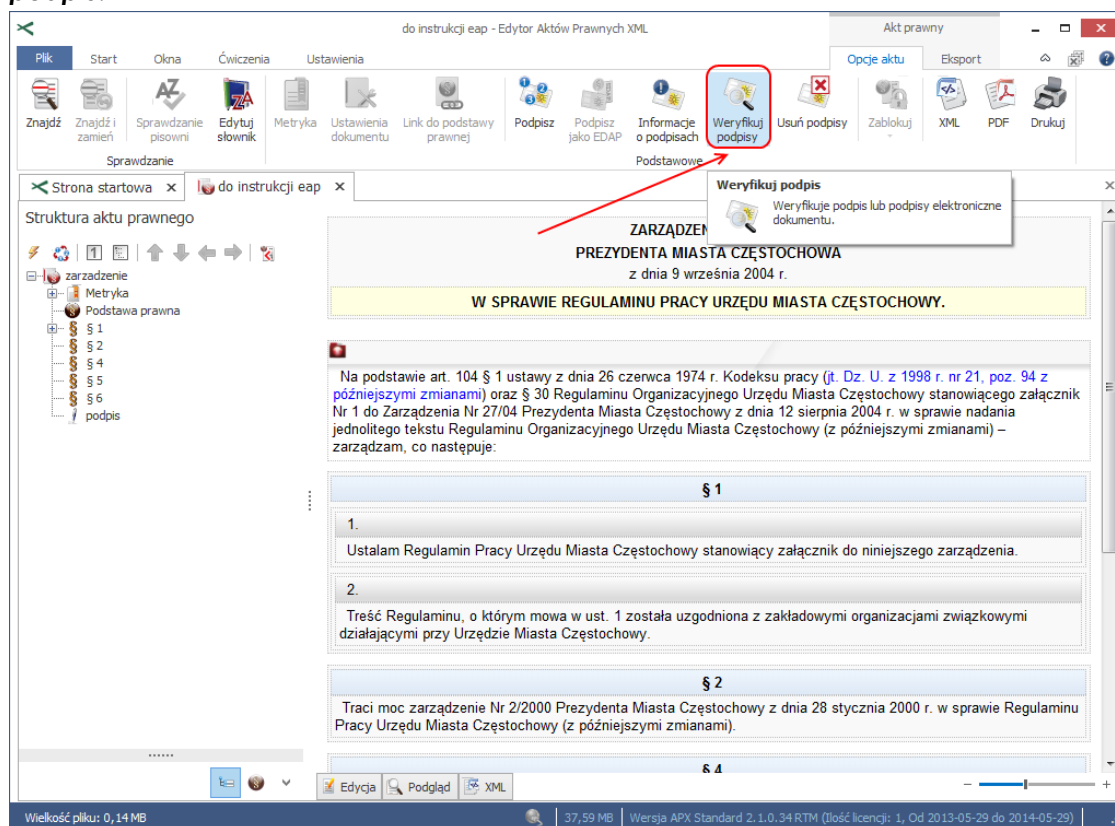 do instrukcji eap - Edytor Aktów Prawnych XML
Akt prawny
Plik Start Okna Ćwiczenia Ustawienia Opcje aktu Eksport
Znajdź
Znajdź i zamień
Sprawdzanie pisowni
Edytuj słownik
Metryka
Ustawienia dokumentu
Link do podstawy prawnej
Podpisz
Podpisz jako EDAP
Informacje o podpisach
Weryfikuj podpisy
Usuń podpisy
Zablokuj
XML
PDF
Drukuj
Sprawdzanie
Podstawowe
Strona startowa
do instrukcji eap
Weryfikuj podpis
Weryfikuje podpis lub podpisy elektroniczne
dokumentu.
Struktura aktu prawnego
zarzadzenie
Metryka
Podstawa prawna
§ 1
§ 2
§ 4
§ 5
§ 6
podpis
ZARZĄDZEN
PREZYDENTA MIASTA CZĘSTOCHOWA
z dnia 9 września 2004 r.
W SPRAWIE REGULAMINU PRACY URZĘDU MIASTA CZĘSTOCHOWY.
Na podstawie art. 104 § 1 ustawy z dnia 26 czerwca 1974 r. Kodeksu pracy (jt. Dz. U. z 1998 r. nr 21, poz. 94 z
późniejszymi zmianami) oraz § 30 Regulaminu Organizacyjnego Urzędu Miasta Częstochowy stanowiącego załącznik
Nr 1 do Zarządzenia Nr 27/04 Prezydenta Miasta Częstochowy z dnia 12 sierpnia 2004 r. w sprawie nadania
jednolitego tekstu Regulaminu Organizacyjnego Urzędu Miasta Częstochowy (z późniejszymi zmianami) –
zarządzam, co następuje:
§ 1
1.
Ustalam Regulamin Pracy Urzędu Miasta Częstochowy stanowiący załącznik do niniejszego zarządzenia.
2.
Treść Regulaminu, o którym mowa w ust. 1 została uzgodniona z zakładowymi organizacjami związkowymi
działającymi przy Urzędzie Miasta Częstochowy.
§ 2
Traci moc zarządzenie Nr 2/2000 Prezydenta Miasta Częstochowy z dnia 28 stycznia 2000 r. w sprawie Regulaminu
Pracy Urzędu Miasta Częstochowy (z późniejszymi zmianami).
§ 4
Edycja Podgląd XML
Wielkość pliku: 0,14 MB
37,59 MB
Wersja APX Standard 2.1.0.34 RTM (Ilość licencji: 1, Od 2013-05-29 do 2014-05-29)